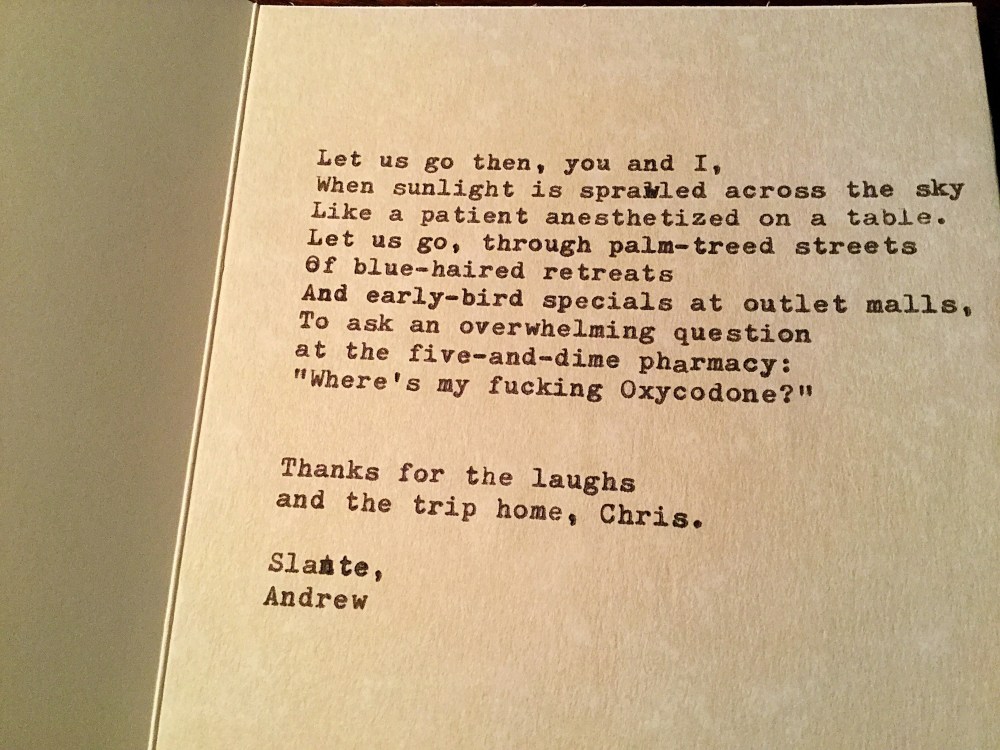 Let us go then, you and I,
When sunlight is sprawled across the sky
Like a patient anesthetized on a table.
Let us go, through palm-treed streets
Of blue-haired retreats
And early-bird specials at outlet malls,
To ask an overwhelming question
at the five-and-dime pharmacy:
"Where's my fucking Oxycodone?"
Thanks for the laughs
and the trip home, Chris.
Slainte,
Andrew